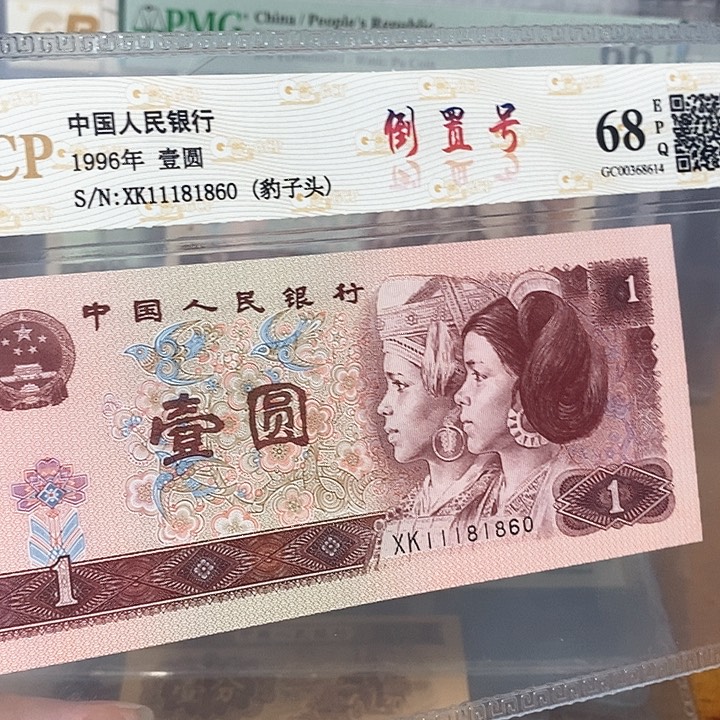 PMG China / People's Republic
CP
中国人民银行
1996年 壹圆
S/N:XK11181860 (豹子头)
倒置号
68
EPQ
GC00368614
中国人民银行
1
壹圆
1
XK11181860
1